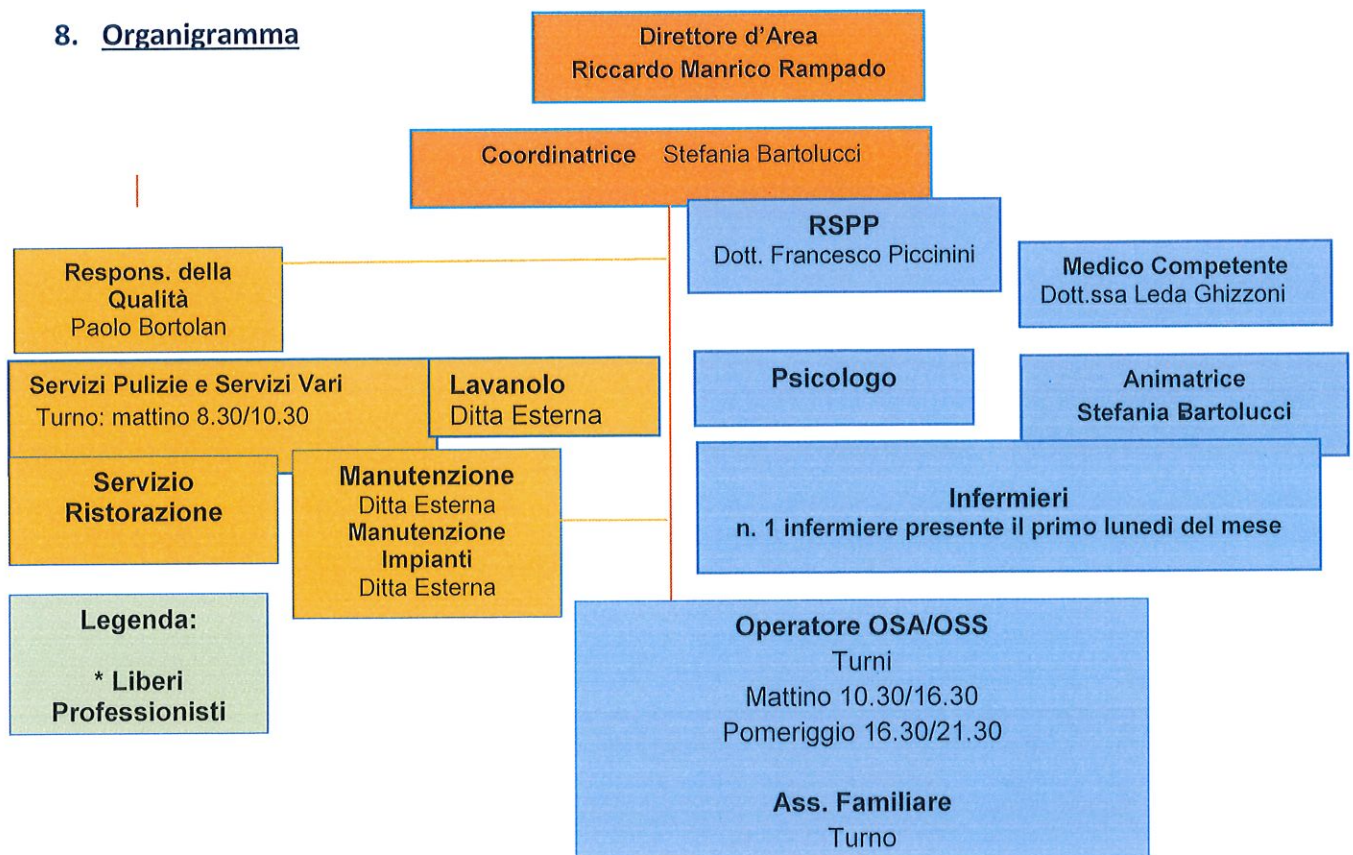 8. Organigramma
Direttore d'Area
Riccardo Manrico Rampado
Coordinatrice Stefania Bartolucci
RSPP
Dott. Francesco Piccinini
Medico Competente
Dott.ssa Leda Ghizzoni
Respons. della
Qualità
Paolo Bortolan
Servizi Pulizie e Servizi Vari
Turno: mattino 8.30/10.30
Lavanolo
Ditta Esterna
Psicologo
Animatrice
Stefania Bartolucci
Servizio
Ristorazione
Manutenzione
Ditta Esterna
Manutenzione
Impianti
Ditta Esterna
Infermieri
n. 1 infermiere presente il primo lunedì del mese
Legenda:
* Liberi
Professionisti
Operatore OSA/OSS
Turni
Mattino 10.30/16.30
Pomeriggio 16.30/21.30
Ass. Familiare
Turno